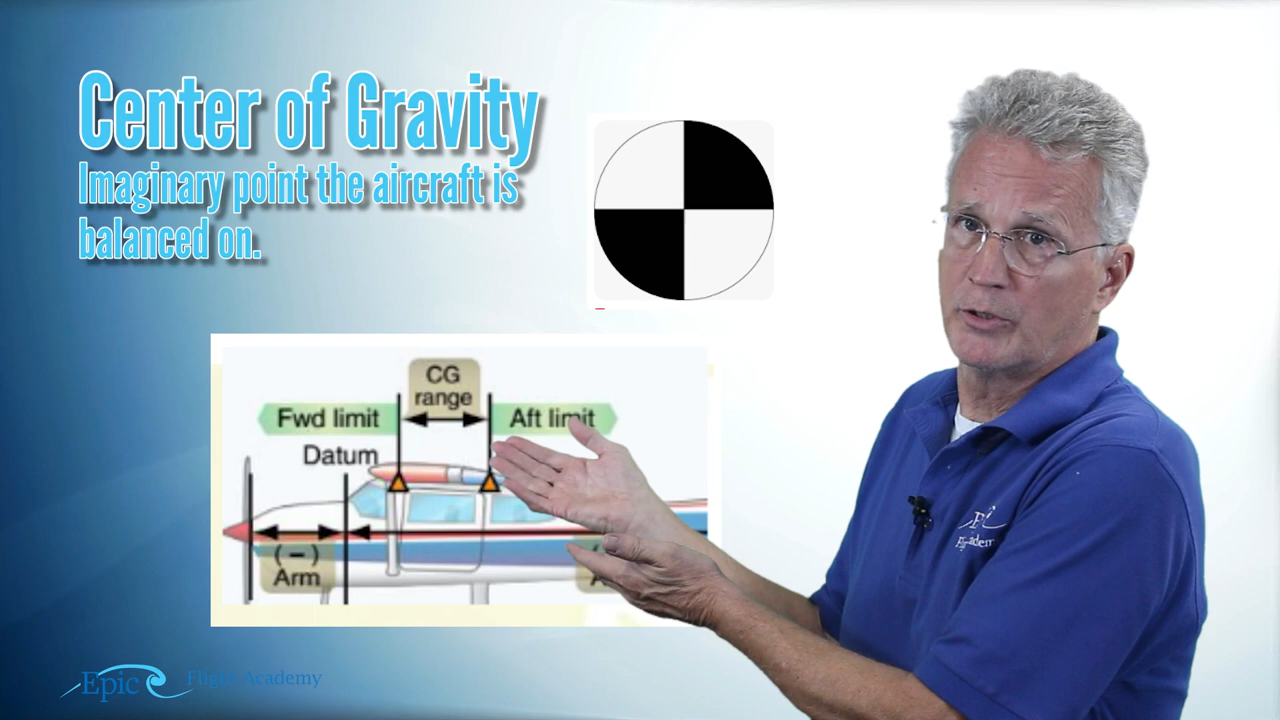 Center of Gravity
Imaginary point the aircraft is
balanced on.
CG
range
Fwd limit
Aft limit
Datum
(-)
Arm
Epic
Flight Academy